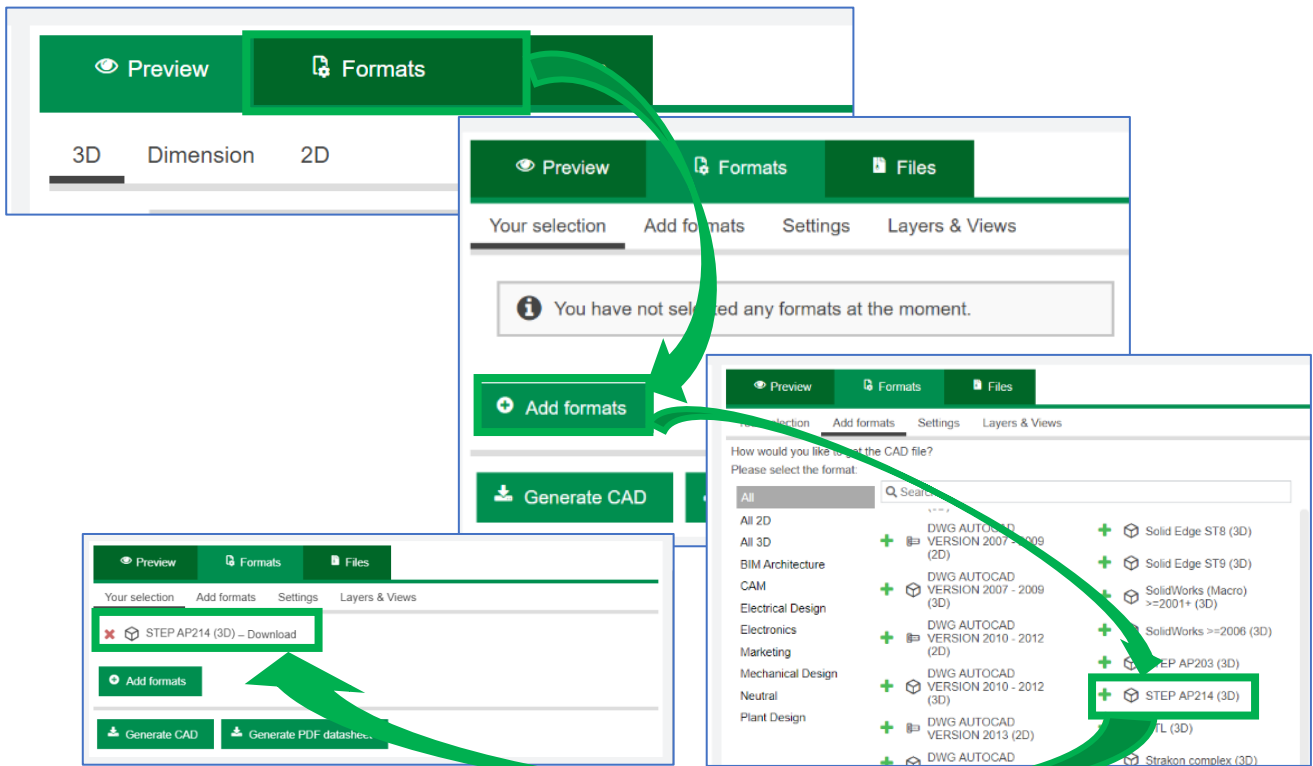 Preview
Formats
3D Dimension 2D
Preview
Formats
Files
Your selection Add formats Settings Layers & Views
You have not selected any formats at the moment.
Add formats
Generate CAD
Preview
Formats
Files
selection Add formats Settings Layers & Views
How would you like to get the CAD file?
Please select the format:
All
All 2D
All 3D
BIM Architecture
CAM
Electrical Design
Electronics
Marketing
Mechanical Design
Neutral
Plant Design
Search
DWG AUTOCAD
VERSION 2007 - 2009
(2D)
DWG AUTOCAD
VERSION 2007 - 2009
(3D)
DWG AUTOCAD
VERSION 2010 - 2012
(2D)
DWG AUTOCAD
VERSION 2010 - 2012
(3D)
DWG AUTOCAD
VERSION 2013 (2D)
DWG AUTOCAD
Solid Edge ST8 (3D)
Solid Edge ST9 (3D)
SolidWorks (Macro)
>=2001+ (3D)
SolidWorks >=2006 (3D)
STEP AP203 (3D)
STEP AP214 (3D)
STL (3D)
Strakon complex (3D)
Preview
Formats
Files
Your selection Add formats Settings Layers & Views
STEP AP214 (3D) – Download
Add formats
Generate CAD
Generate PDF datasheet